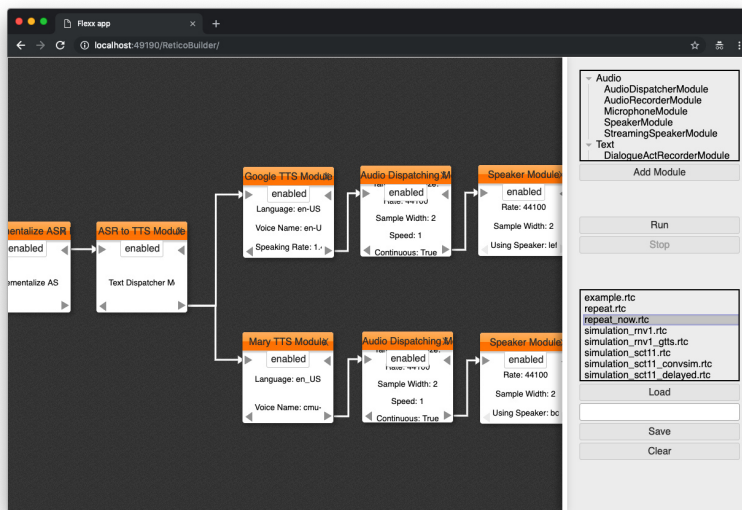 Flexx app
localhost:49190/ReticoBuilder/
Audio
AudioDispatcherModule
AudioRecorderModule
MicrophoneModule
SpeakerModule
StreamingSpeakerModule
Text
DialogueActRecorderModule
Add Module
Run
Stop
example.rtc
repeat.rtc
repeat_now.rtc
simulation_rnv1.rtc
simulation_rnv1_gtts.rtc
simulation_sct11.rtc
simulation_sct11_convsim.rtc
simulation_sct11_delayed.rtc
Load
Save
Clear
ementalize ASR
enabled
ementalize AS
ASR to TTS Module
enabled
Text Dispatcher M
Google TTS Module
enabled
Language: en-US
Voice Name: en-U
Speaking Rate: 1.
Audio Dispatching M
enabled
Rate: 44100
Sample Width: 2
Speed: 1
Continuous: True
Speaker Module
enabled
Rate: 44100
Sample Width: 2
Using Speaker: lef
Mary TTS Module
enabled
Language: en_US
Voice Name: cmu-
Audio Dispatching M
enabled
Rate: 44100
Sample Width: 2
Speed: 1
Continuous: True
Speaker Module
enabled
Rate: 44100
Sample Width: 2
Using Speaker: bo